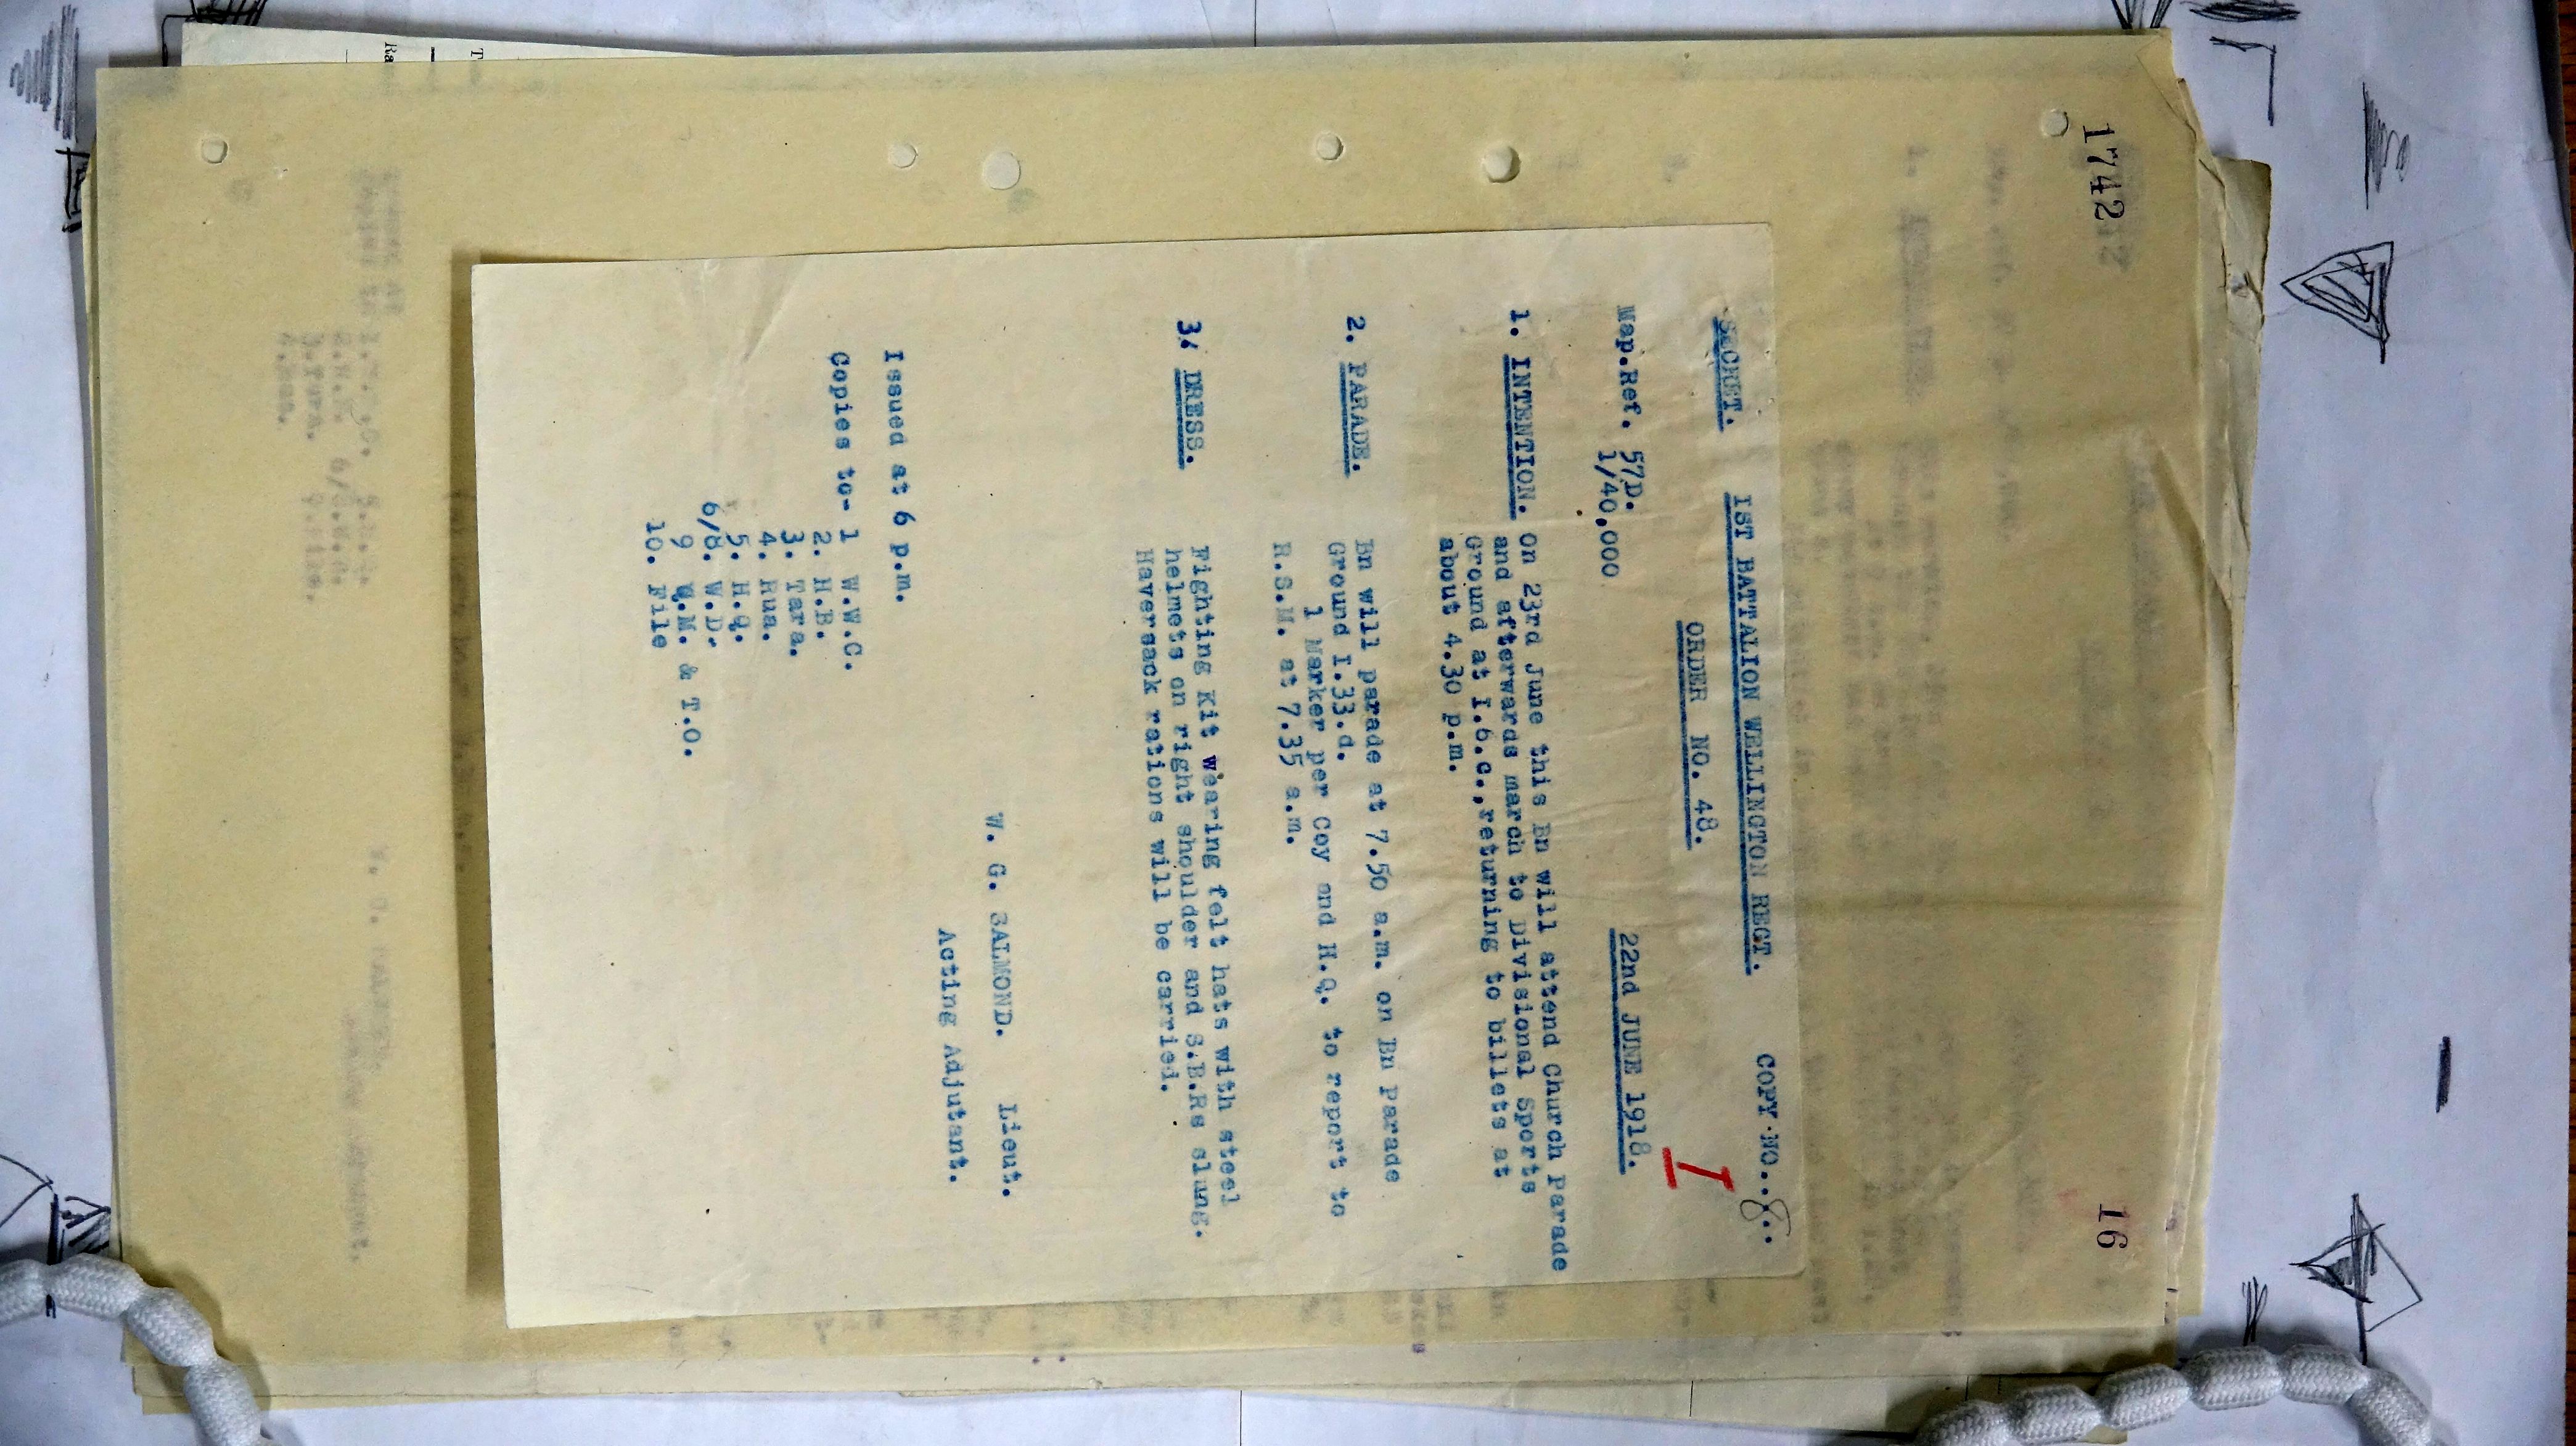 1742
16
SECRET. 1ST BATTALION WELLINGTON REGT. COPY NO...8..
ORDER NO. 48.
I
Map.Ref. 57D. 22nd JUNE 1918.
1/40,000
1. INTENTION. On 23rd June this Bn will attend Church Parade
and afterwards march to Divisional Sports
Ground at I.6.c.,returning to billets at
about 4.30 p.m.
2. PARADE. Bn will parade at 7.50 a.m. on Bn parade
Ground I.33.d.
1 Marker per Coy and H.Q. to report to
R.S.M. at 7.35 a.m.
3. DRESS. Fighting Kit wearing felt hats with steel
helmets on right shoulder and S.B.Rs slung.
Haversack rations will be carried.
W. G. SALMOND. Lieut.
Acting Adjutant.
Issued at 6 p.m.
Copies to- 1 W.W.C.
2. H.B.
3. Tara.
4. Rua.
5. H.Q.
6/8. W.D.
9 Q.M. & T.O.
10. File